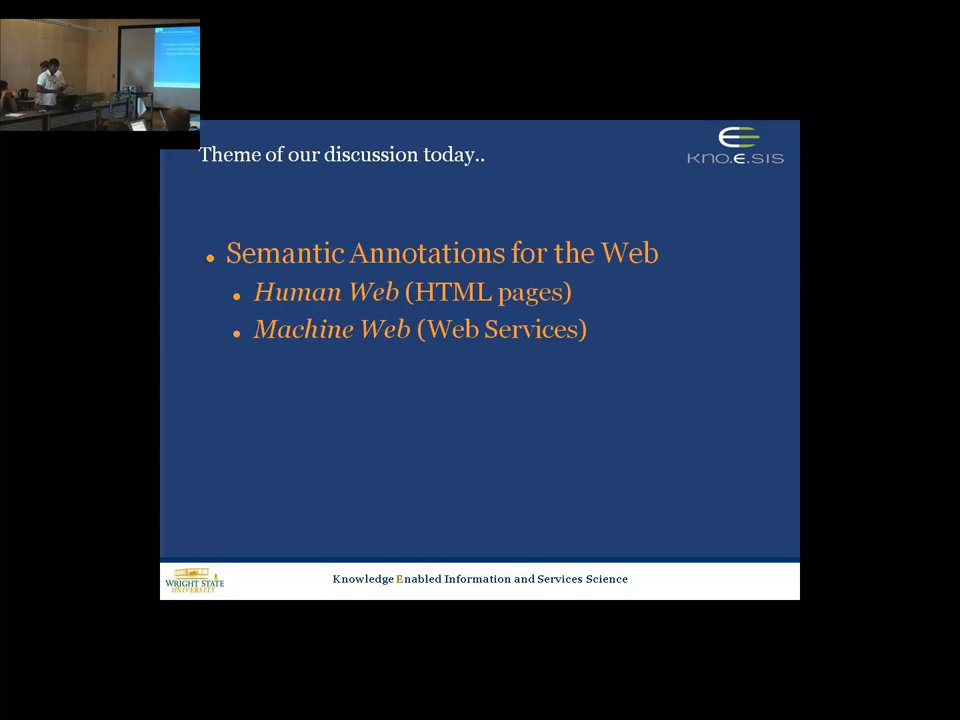 Theme of our discussion today..
KNO.E.SIS
Semantic Annotations for the Web
Human Web (HTML pages)
Machine Web (Web Services)
WRIGHT STATE
UNIVERSITY
Knowledge Enabled Information and Services Science